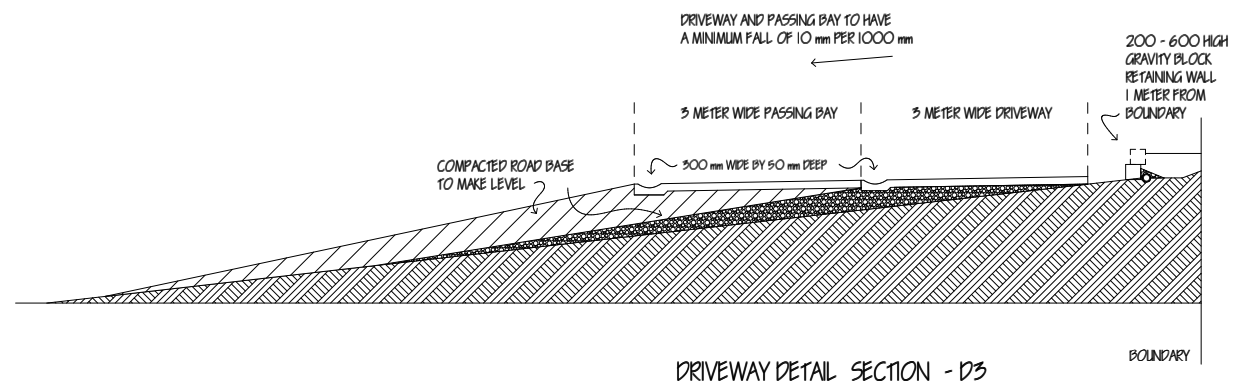 DRIVEWAY AND PASSING BAY TO HAVE
A MINIMUM FALL OF 10 mm PER 1000 mm
200 - 600 HIGH
GRAVITY BLOCK
RETAINING WALL
1 METER FROM
BOUNDARY
3 METER WIDE PASSING BAY
3 METER WIDE DRIVEWAY
COMPACTED ROAD BASE
TO MAKE LEVEL
300 mm WIDE BY 50 mm DEEP
BOUNDARY
DRIVEWAY DETAIL SECTION - D3